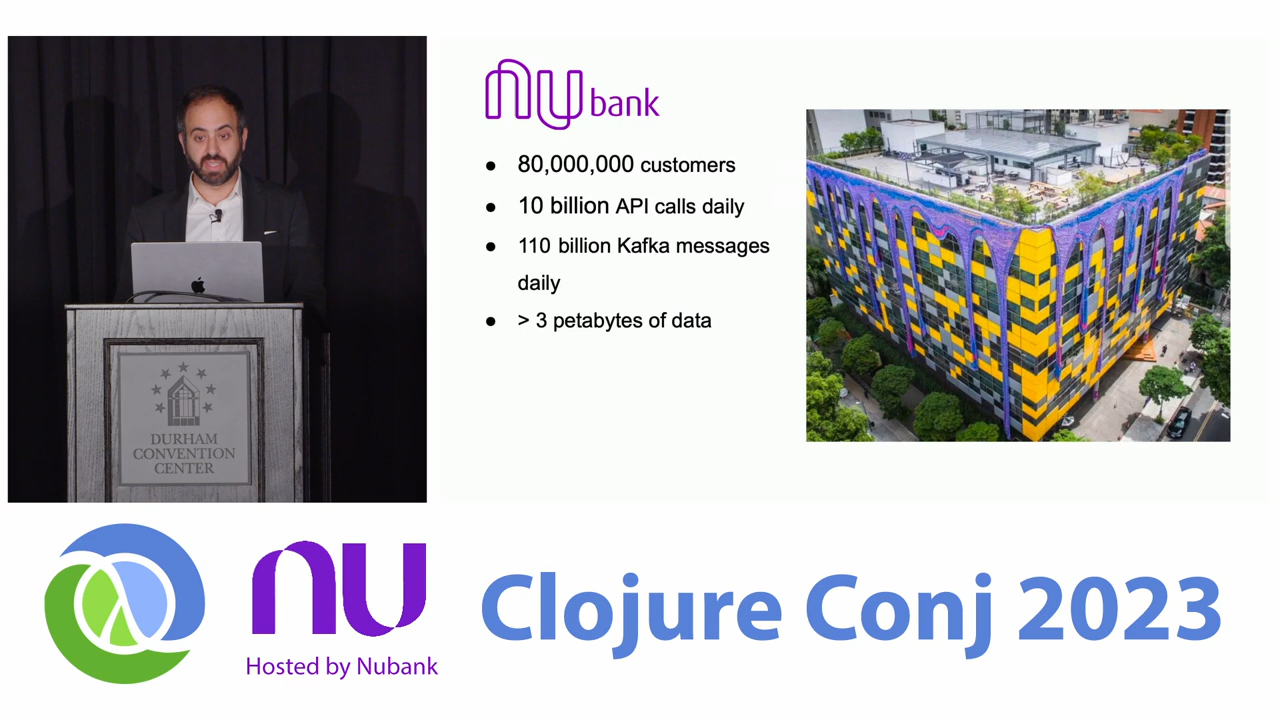 nu bank
● 80,000,000 customers
● 10 billion API calls daily
● 110 billion Kafka messages
daily
● > 3 petabytes of data
DURHAM
CONVENTION
CENTER
nu
Hosted by Nubank
Clojure Conj 2023